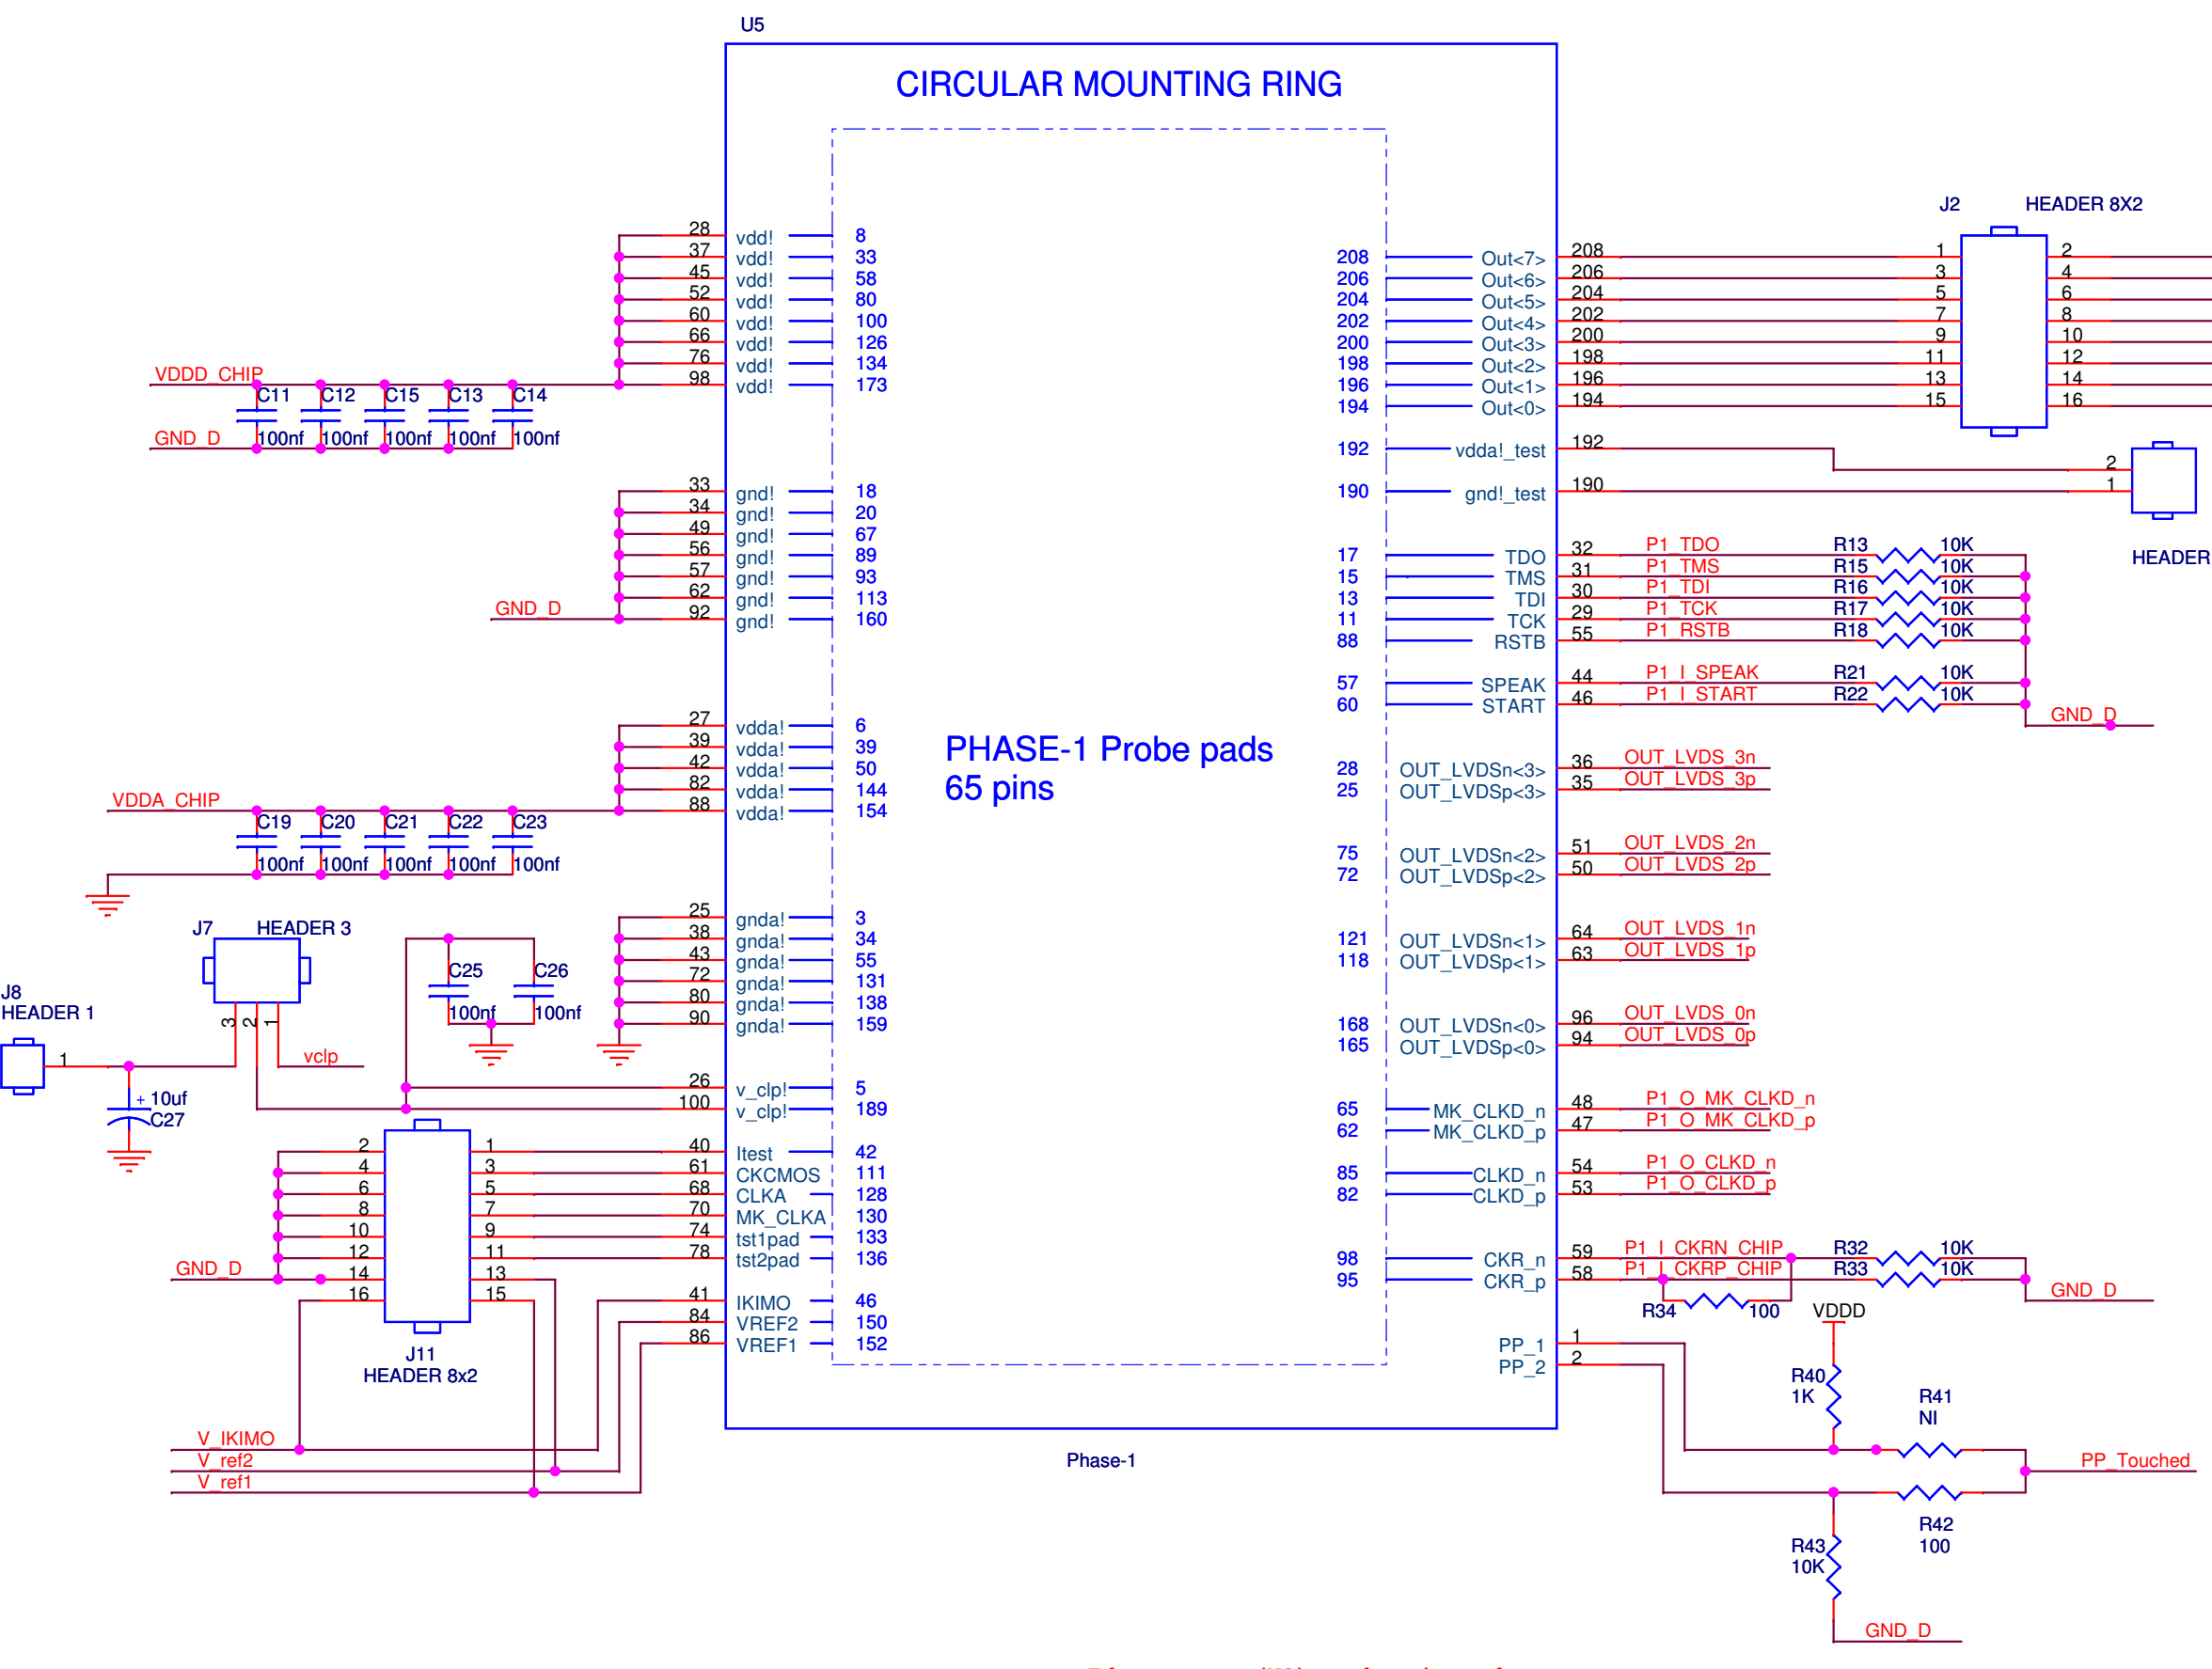 U5
CIRCULAR MOUNTING RING
28 vdd! 8
37 vdd! 33
45 vdd! 58
52 vdd! 80
60 vdd! 100
66 vdd! 126
76 vdd! 134
98 vdd! 173
VDDD_CHIP
C11 C12 C15 C13 C14
100nf 100nf 100nf 100nf 100nf
GND_D
33 gnd! 18
34 gnd! 20
49 gnd! 67
56 gnd! 89
57 gnd! 93
62 gnd! 113
92 gnd! 160
GND_D
27 vdda! 6
39 vdda! 39
42 vdda! 50
82 vdda! 144
88 vdda! 154
VDDA_CHIP
C19 C20 C21 C22 C23
100nf 100nf 100nf 100nf 100nf
25 gnda! 3
38 gnda! 34
43 gnda! 55
72 gnda! 131
80 gnda! 138
90 gnda! 159
J7 HEADER 3
3 2 1
vclp
C25 C26
100nf 100nf
J8
HEADER 1
1
+ 10uf
C27
26 v_clp! 5
100 v_clp! 189
2 1 40 Itest 42
4 3 61 CKCMOS 111
6 5 68 CLKA 128
8 7 70 MK_CLKA 130
10 9 74 tst1pad 133
12 11 78 tst2pad 136
GND_D
14 13
16 15
41 IKIMO 46
84 VREF2 150
86 VREF1 152
J11
HEADER 8x2
V_IKIMO
V_ref2
V_ref1
PHASE-1 Probe pads
65 pins
Phase-1
J2 HEADER 8X2
208 Out<7> 208 1 2
206 Out<6> 206 3 4
204 Out<5> 204 5 6
202 Out<4> 202 7 8
200 Out<3> 200 9 10
198 Out<2> 198 11 12
196 Out<1> 196 13 14
194 Out<0> 194 15 16
192 vdda!_test 192 2
190 gnd!_test 190 1
HEADER
17 TDO 32 P1_TDO R13 10K
15 TMS 31 P1_TMS R15 10K
13 TDI 30 P1_TDI R16 10K
11 TCK 29 P1_TCK R17 10K
88 RSTB 55 P1_RSTB R18 10K
57 SPEAK 44 P1_I_SPEAK R21 10K
60 START 46 P1_I_START R22 10K
GND_D
28 OUT_LVDSn<3> 36 OUT_LVDS_3n
25 OUT_LVDSp<3> 35 OUT_LVDS_3p
75 OUT_LVDSn<2> 51 OUT_LVDS_2n
72 OUT_LVDSp<2> 50 OUT_LVDS_2p
121 OUT_LVDSn<1> 64 OUT_LVDS_1n
118 OUT_LVDSp<1> 63 OUT_LVDS_1p
168 OUT_LVDSn<0> 96 OUT_LVDS_0n
165 OUT_LVDSp<0> 94 OUT_LVDS_0p
65 MK_CLKD_n 48 P1_O_MK_CLKD_n
62 MK_CLKD_p 47 P1_O_MK_CLKD_p
85 CLKD_n 54 P1_O_CLKD_n
82 CLKD_p 53 P1_O_CLKD_p
98 CKR_n 59 P1_I_CKRN_CHIP R32 10K
95 CKR_p 58 P1_I_CKRP_CHIP R33 10K
GND_D
R34 100 VDDD
PP_1 1
PP_2 2
R40
1K
R41
NI
PP_Touched
R42
100
R43
10K
GND_D